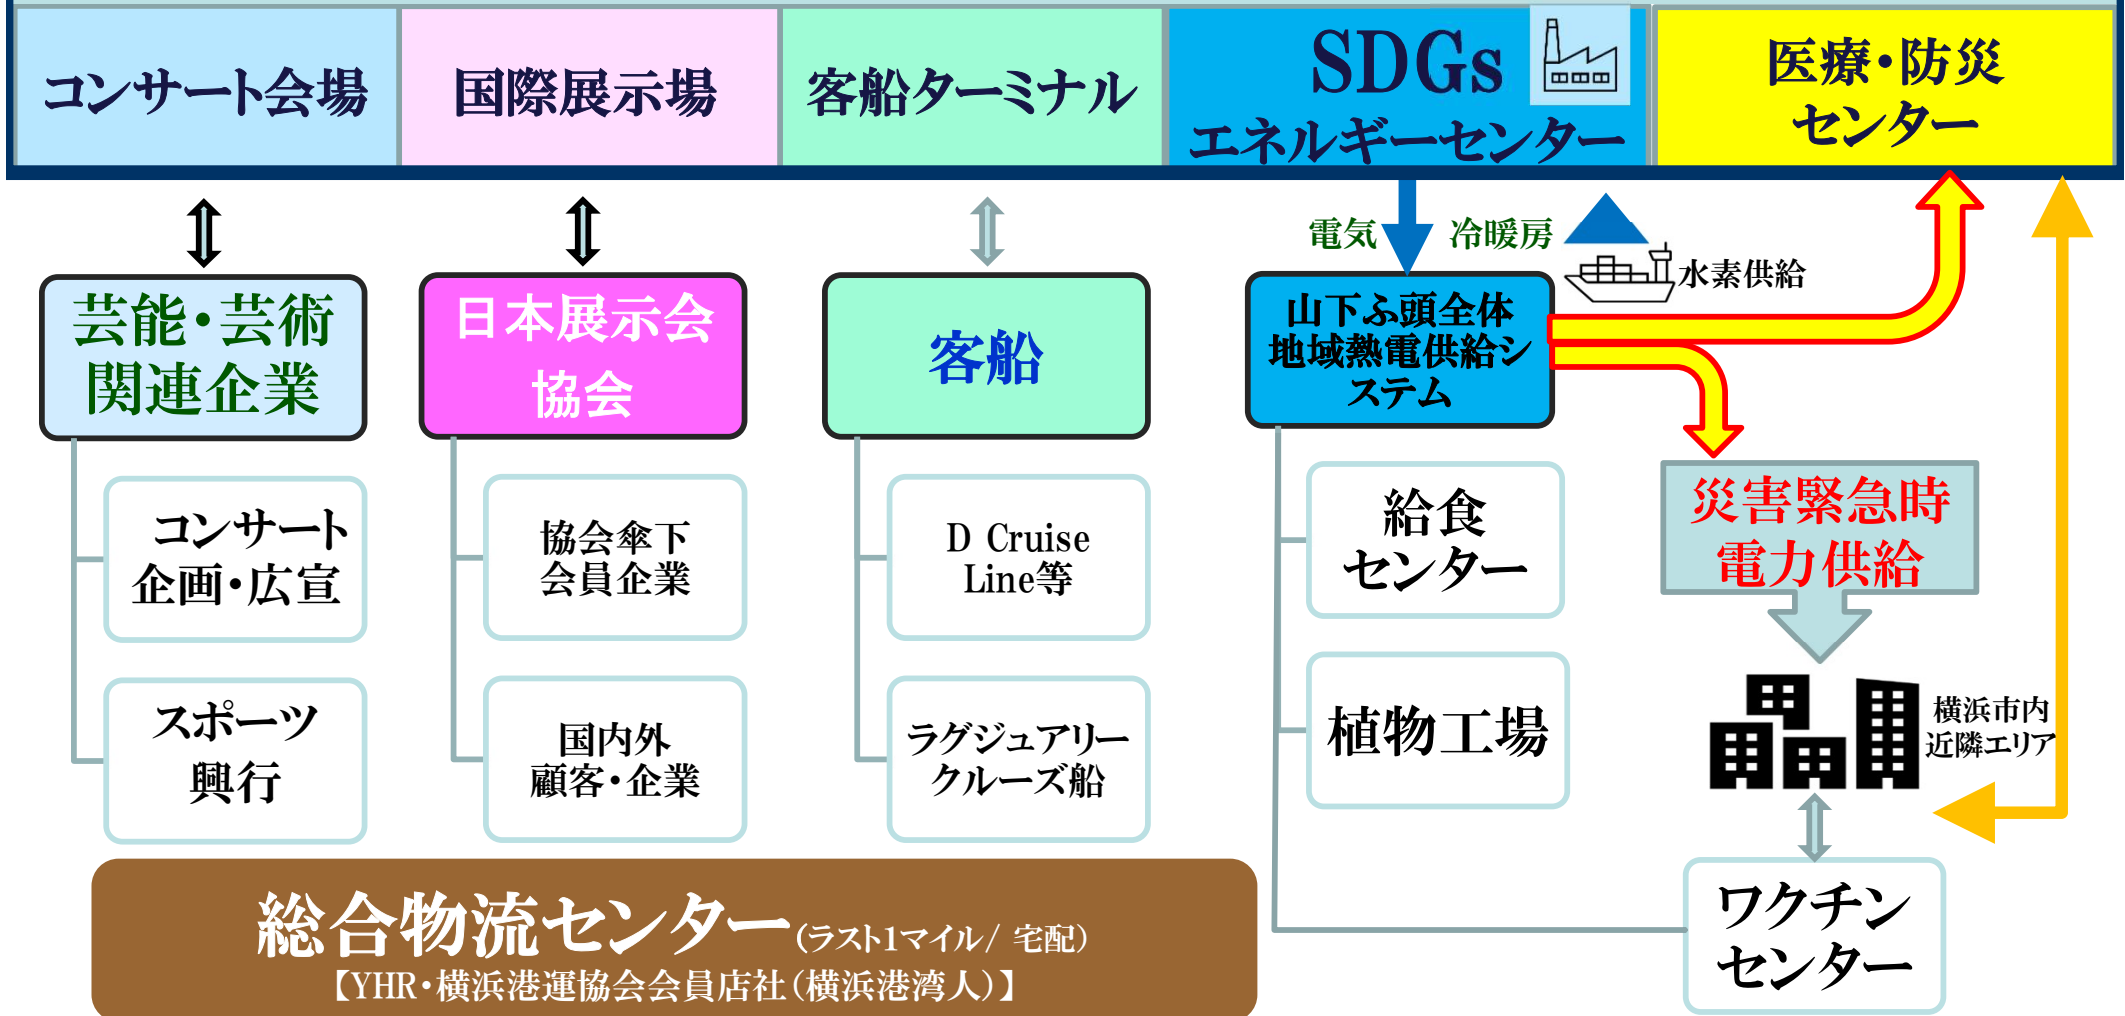 コンサート会場
国際展示場
客船ターミナル
SDGs
エネルギーセンター
医療・防災
センター
電気
冷暖房
水素供給
芸能・芸術
関連企業
日本展示会
協会
客船
山下ふ頭全体
地域熱電供給シ
ステム
コンサート
企画・広宣
協会傘下
会員企業
D Cruise
Line等
給食
センター
災害緊急時
電力供給
スポーツ
興行
国内外
顧客・企業
ラグジュアリー
クルーズ船
植物工場
横浜市内
近隣エリア
総合物流センター(ラスト1マイル/ 宅配)
【YHR・横浜港運協会会員店社(横浜港湾人)】
ワクチン
センター